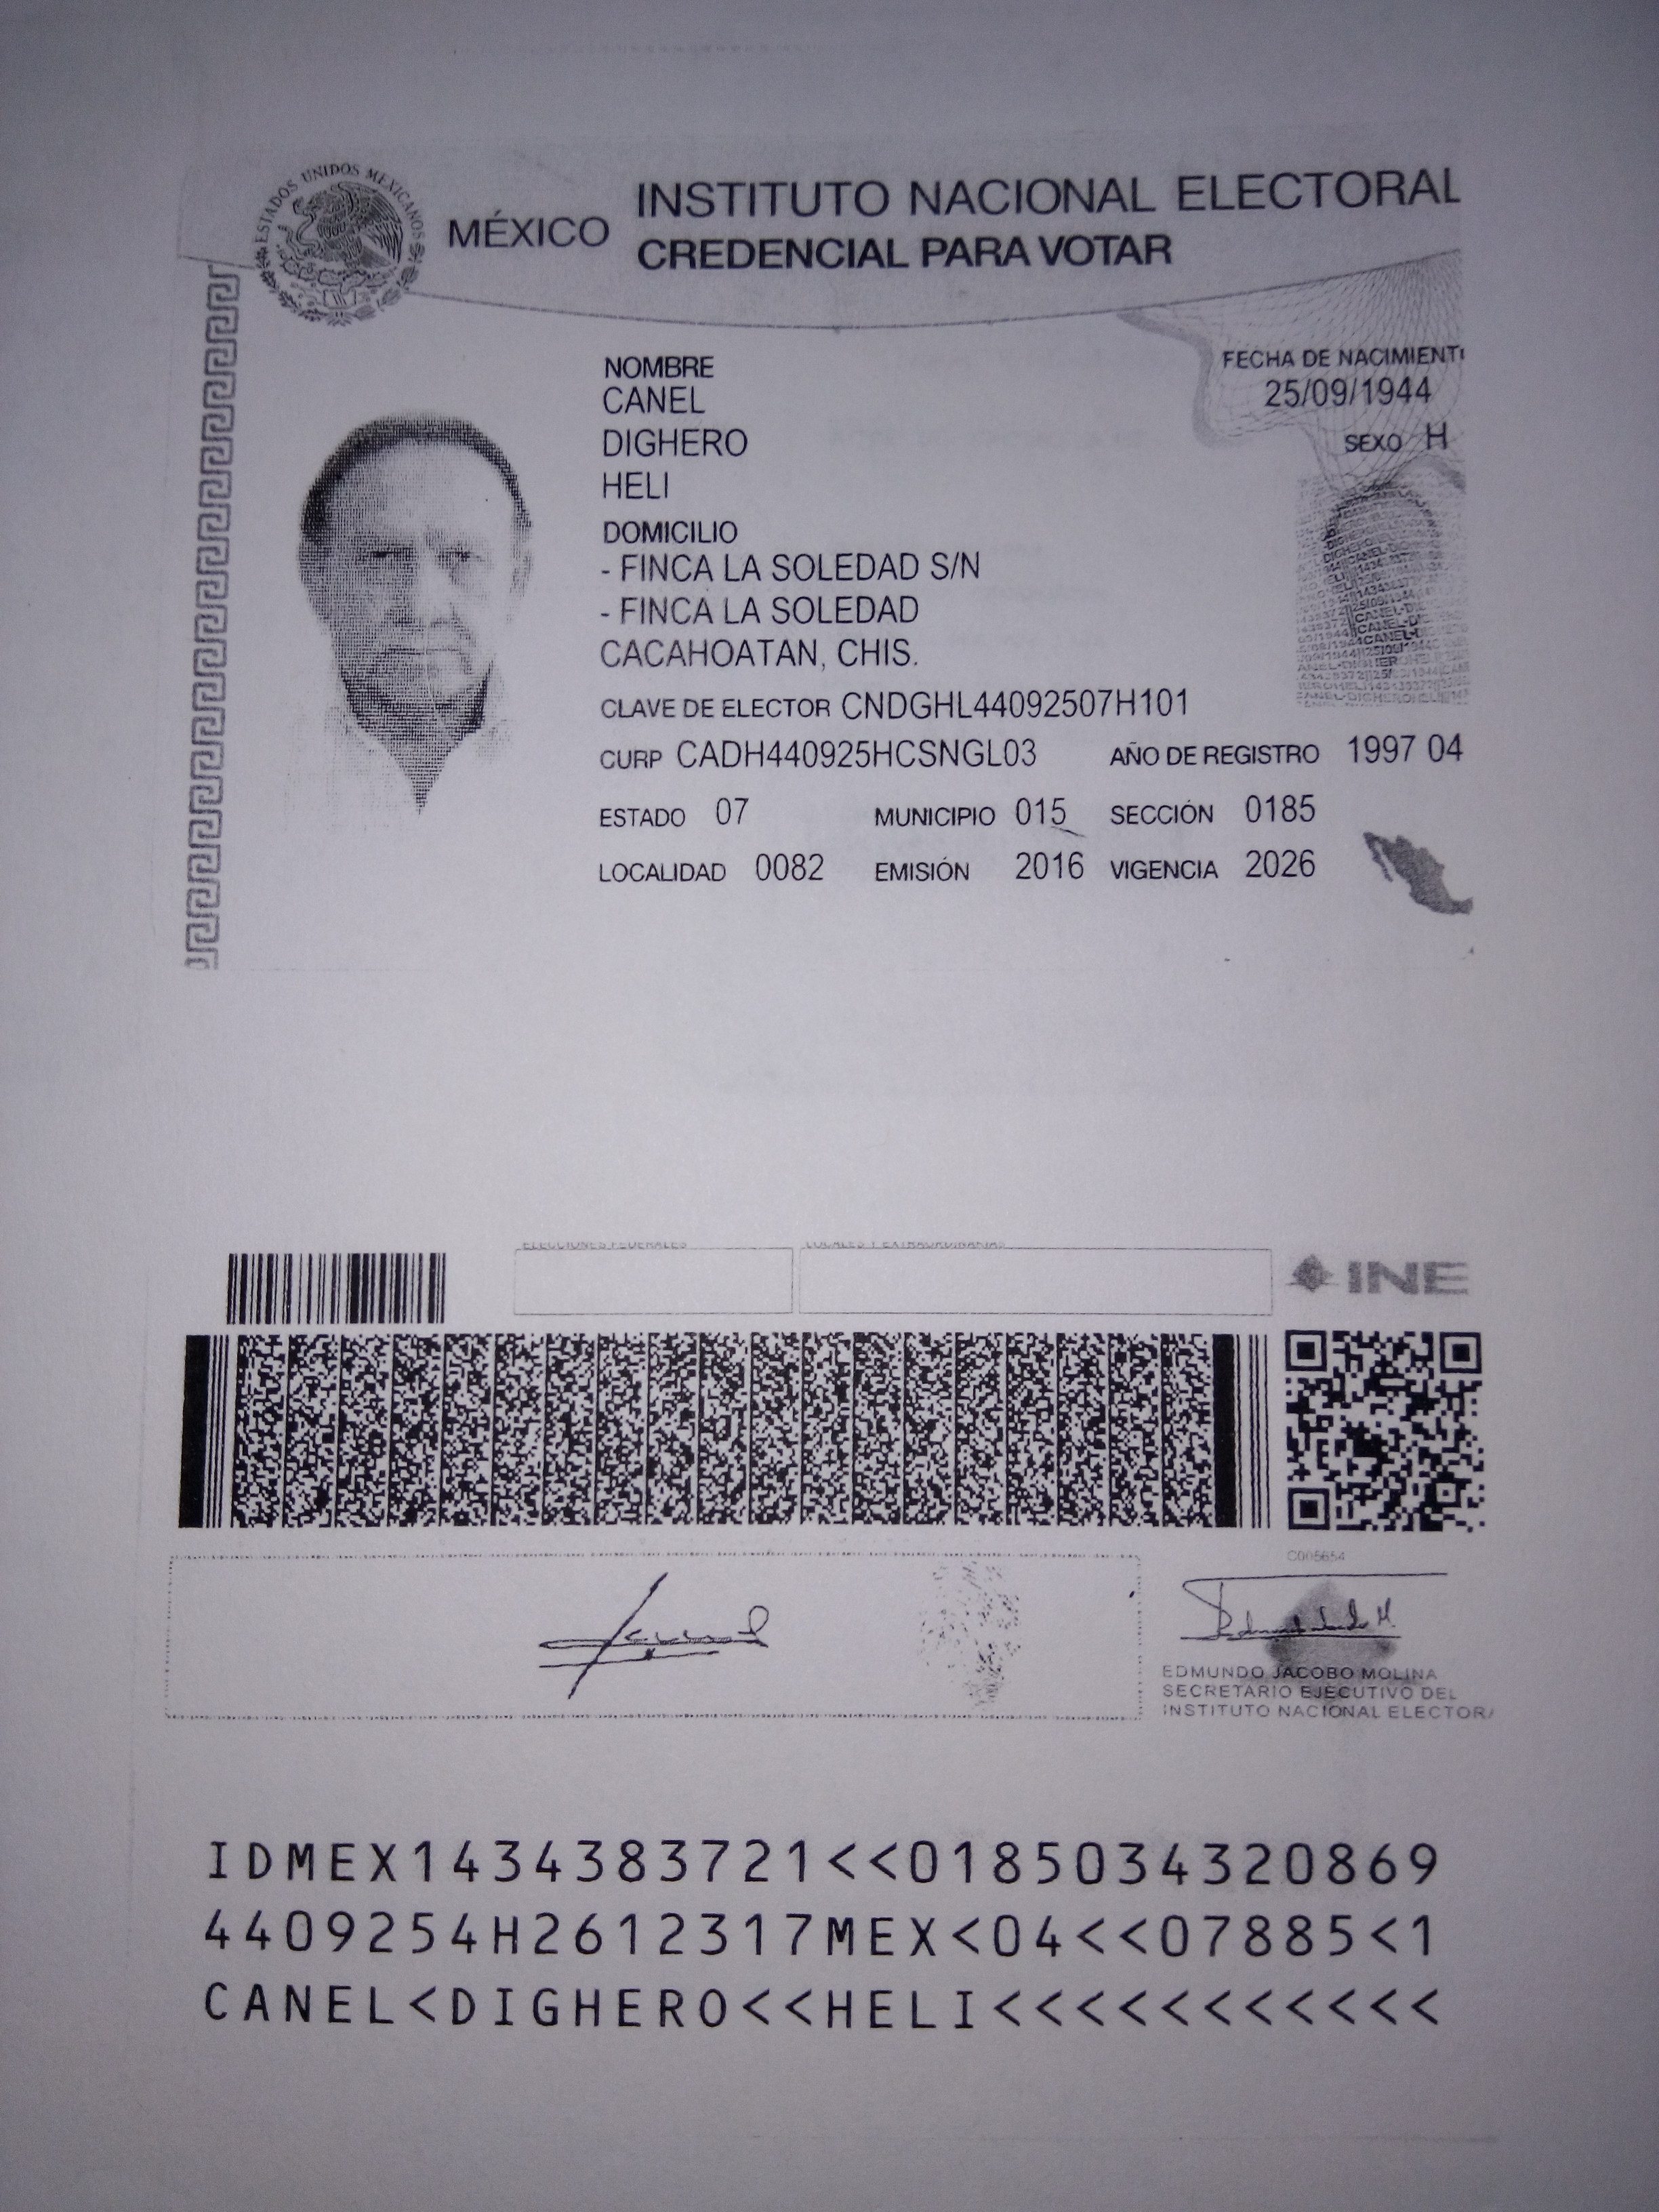 ESTADOS UNIDOS MEXICANOS
MÉXICO
INSTITUTO NACIONAL ELECTORAL
CREDENCIAL PARA VOTAR
NOMBRE
CANEL
DIGHERO
HELI
FECHA DE NACIMIENT
25/09/1944
SEXO H
DOMICILIO
- FINCA LA SOLEDAD S/N
- FINCA LA SOLEDAD
CACAHOATAN, CHIS.
CLAVE DE ELECTOR CNDGHL44092507H101
CURP CADH440925HCSNGL03 AÑO DE REGISTRO 1997 04
ESTADO 07 MUNICIPIO 015 SECCIÓN 0185
LOCALIDAD 0082 EMISIÓN 2016 VIGENCIA 2026
ELECCIONES FEDERALES LOCALES Y EXTRAORDINARIAS
INE
C005654
EDMUNDO JACOBO MOLINA
SECRETARIO EJECUTIVO DEL
INSTITUTO NACIONAL ELECTORA
IDMEX1434383721<<0185034320869
4409254H2612317MEX<04<<07885<1
CANEL<DIGHERO<<HELI<<<<<<<<<<<